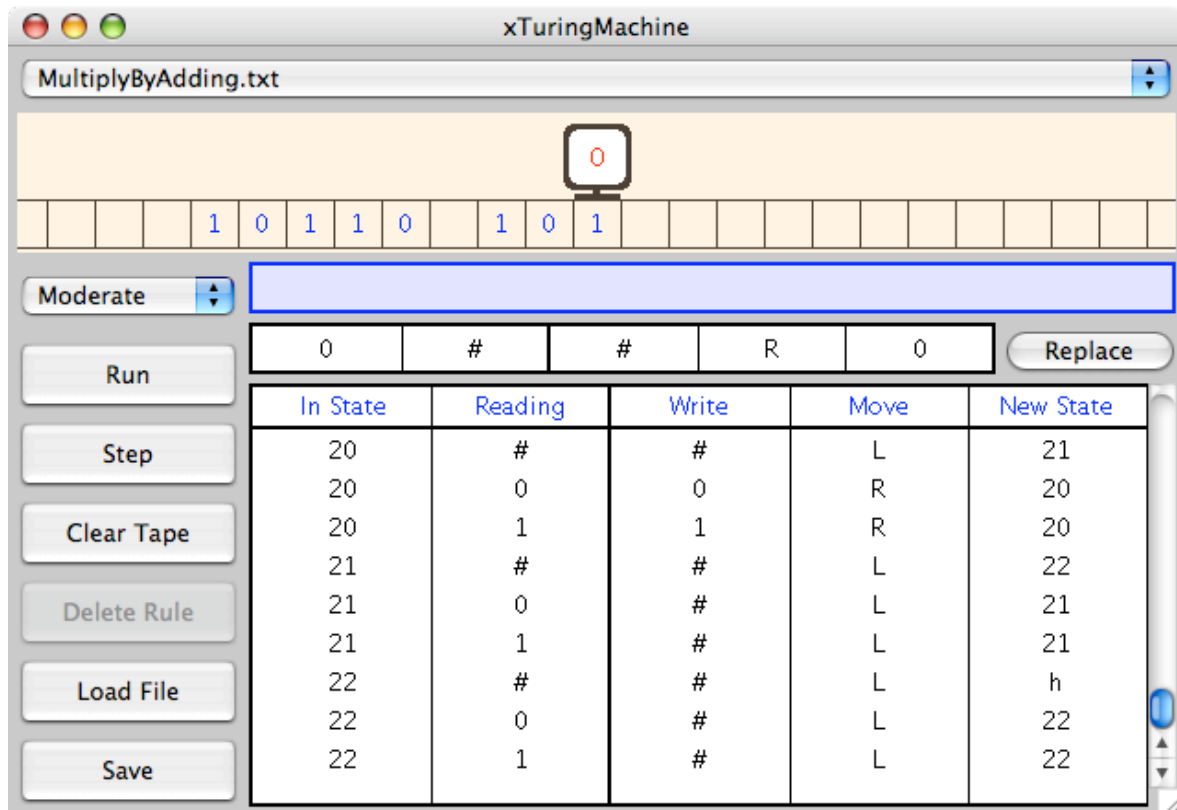 xTuringMachine
MultiplyByAdding.txt
0
1 0 1 1 0 1 0 1
Moderate
0 # # R 0 Replace
Run
In State Reading Write Move New State
Step
20 # # L 21
20 0 0 R 20
Clear Tape
20 1 1 R 20
21 # # L 22
Delete Rule
21 0 # L 21
21 1 # L 21
Load File
22 # # L h
22 0 # L 22
Save
22 1 # L 22